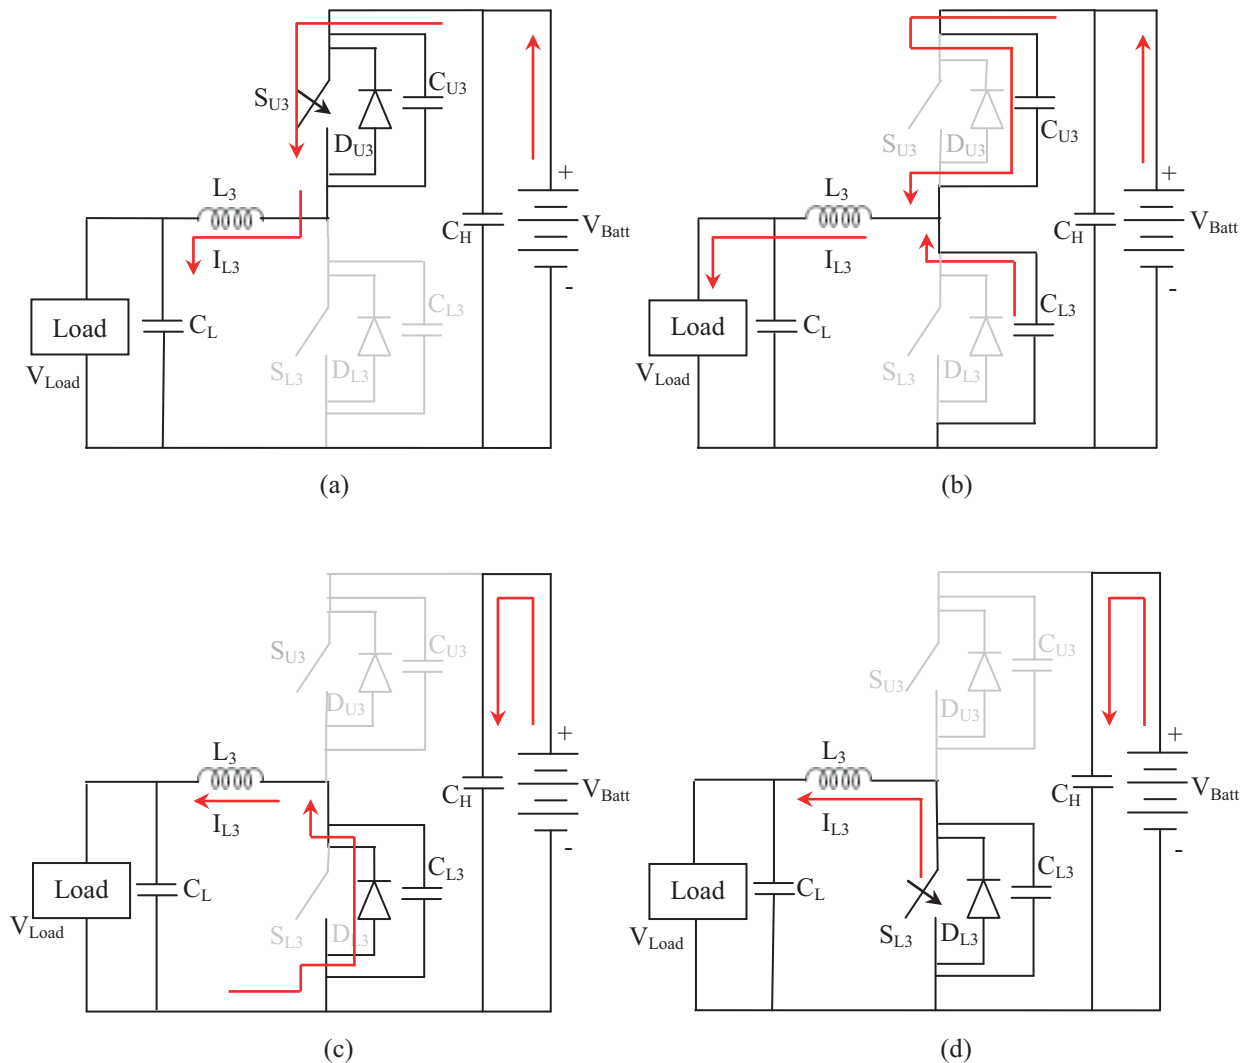 S_U3
C_U3
D_U3
+
L_3
C_H
V_Batt
I_L3
-
Load
C_L
C_L3
S_L3
D_L3
V_Load
(a)
C_U3
S_U3
D_U3
+
L_3
C_H
V_Batt
I_L3
-
C_L3
Load
C_L
S_L3
D_L3
V_Load
(b)
S_U3
C_U3
D_U3
+
L_3
C_H
V_Batt
I_L3
-
C_L3
Load
C_L
V_Load
S_L3
D_L3
(c)
C_U3
S_U3
D_U3
+
L_3
C_H
V_Batt
I_L3
-
C_L3
Load
C_L
S_L3
D_L3
V_Load
(d)